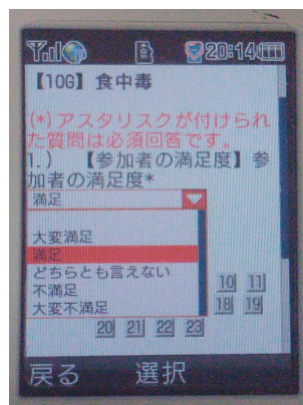 20:14
【10G】食中毒
(*)アスタリスクが付けられ
た質問は必須回答です。
1.) 【参加者の満足度】参
加者の満足度*
満足
大変満足
満足
どちらとも言えない
不満足
大変不満足
10 11
18 19
20 21 22 23
戻る 選択